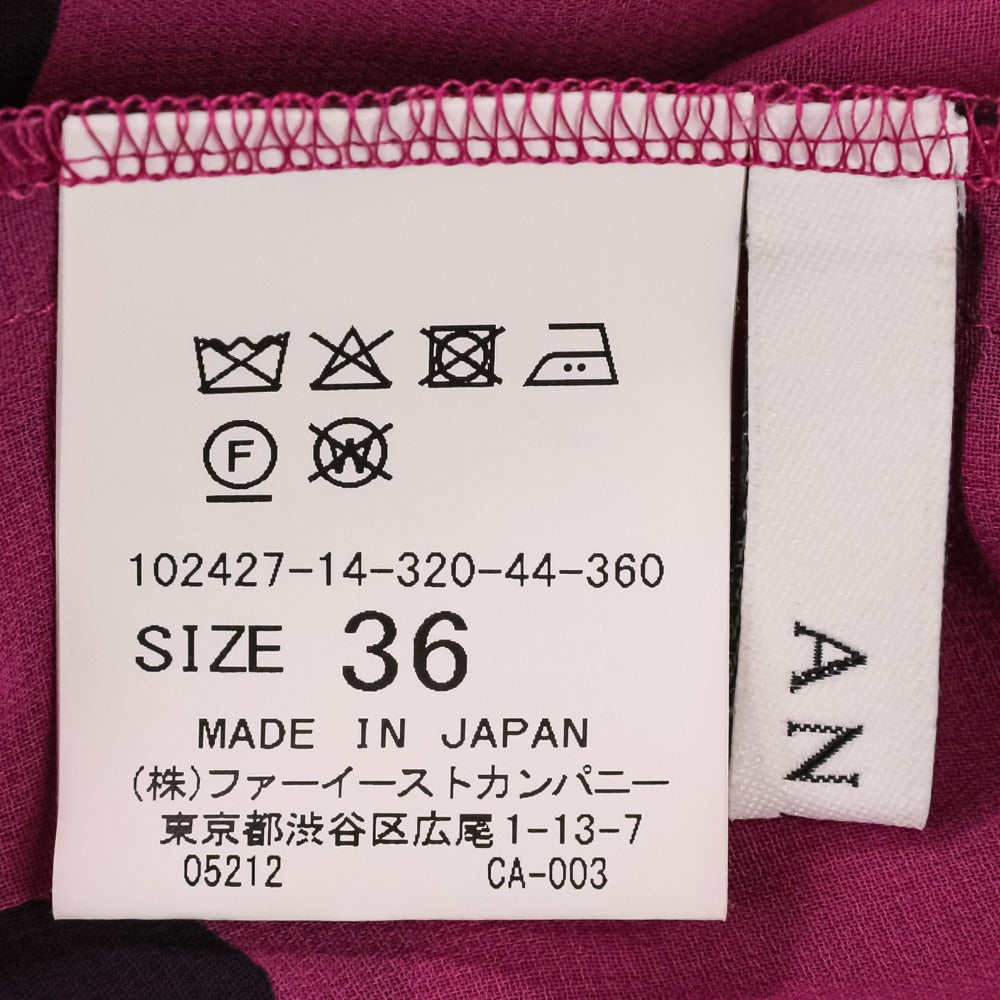 F W
102427-14-320-44-360
SIZE 36
MADE IN JAPAN
(株)ファーイーストカンパニー
東京都渋谷区広尾1-13-7
05212 CA-003
AN